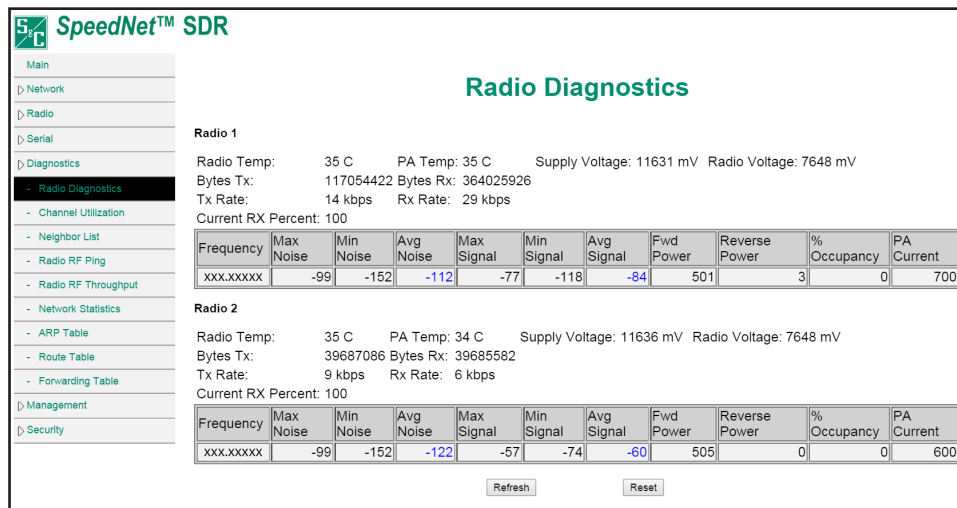 S&C SpeedNet™ SDR
Main
Network
Radio
Serial
Diagnostics
- Radio Diagnostics
- Channel Utilization
- Neighbor List
- Radio RF Ping
- Radio RF Throughput
- Network Statistics
- ARP Table
- Route Table
- Forwarding Table
Management
Security
Radio Diagnostics
Radio 1
Radio Temp: 35 C PA Temp: 35 C Supply Voltage: 11631 mV Radio Voltage: 7648 mV
Bytes Tx: 117054422 Bytes Rx: 364025926
Tx Rate: 14 kbps Rx Rate: 29 kbps
Current RX Percent: 100
Frequency Max Noise Min Noise Avg Noise Max Signal Min Signal Avg Signal Fwd Power Reverse Power % Occupancy PA Current
xxx.xxxxx -99 -152 -112 -77 -118 -84 501 3 0 700
Radio 2
Radio Temp: 35 C PA Temp: 34 C Supply Voltage: 11636 mV Radio Voltage: 7648 mV
Bytes Tx: 39687086 Bytes Rx: 39685582
Tx Rate: 9 kbps Rx Rate: 6 kbps
Current RX Percent: 100
Frequency Max Noise Min Noise Avg Noise Max Signal Min Signal Avg Signal Fwd Power Reverse Power % Occupancy PA Current
xxx.xxxxx -99 -152 -122 -57 -74 -60 505 0 0 600
Refresh Reset